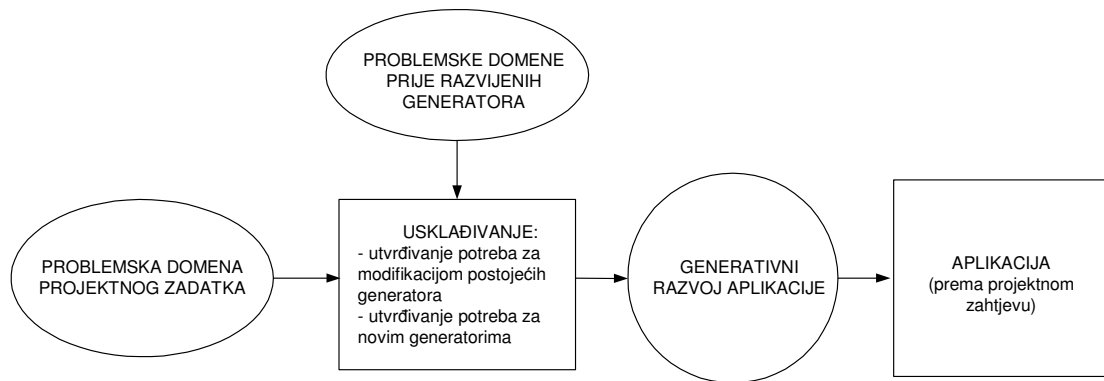 PROBLEMSKE DOMENE
PRIJE RAZVIJENIH
GENERATORA
PROBLEMSKA DOMENA
PROJEKTNOG ZADATKA
USKLAĐIVANJE:
- utvrđivanje potreba za
modifikacijom postojećih
generatora
- utvrđivanje potreba za
novim generatorima
GENERATIVNI
RAZVOJ APLIKACIJE
APLIKACIJA
(prema projektnom
zahtjevu)